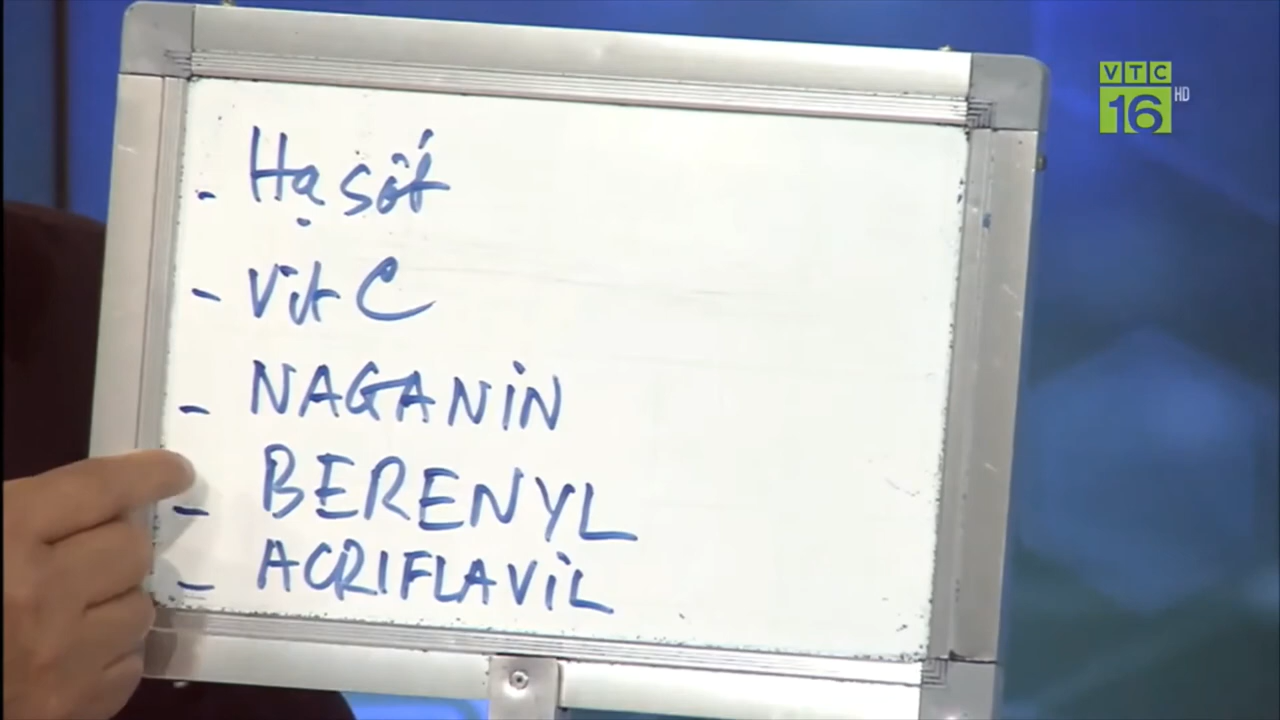 VTC
16 HD
- Hạ sốt
- Vit C
- NAGANiN
- BERENYL
- ACRIFLAViL